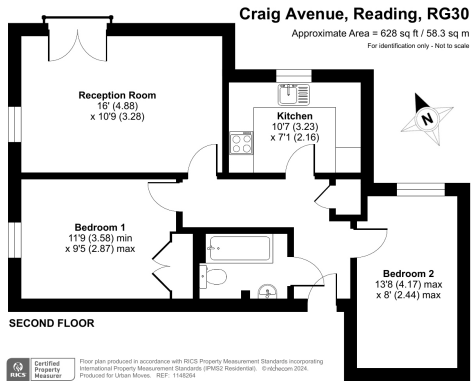 Craig Avenue, Reading, RG30
Approximate Area = 628 sq ft / 58.3 sq m
For identification only - Not to scale
Reception Room
16' (4.88)
x 10'9 (3.28)
Kitchen
10'7 (3.23)
x 7'1 (2.16)
N
Bedroom 1
11'9 (3.58) min
x 9'5 (2.87) max
Bedroom 2
13'8 (4.17) max
x 8' (2.44) max
SECOND FLOOR
RICS
Certified
Property
Measurer
Floor plan produced in accordance with RICS Property Measurement Standards incorporating
International Property Measurement Standards (IPMS2 Residential). © nichecom 2024.
Produced for Urban Moves. REF: 1148264